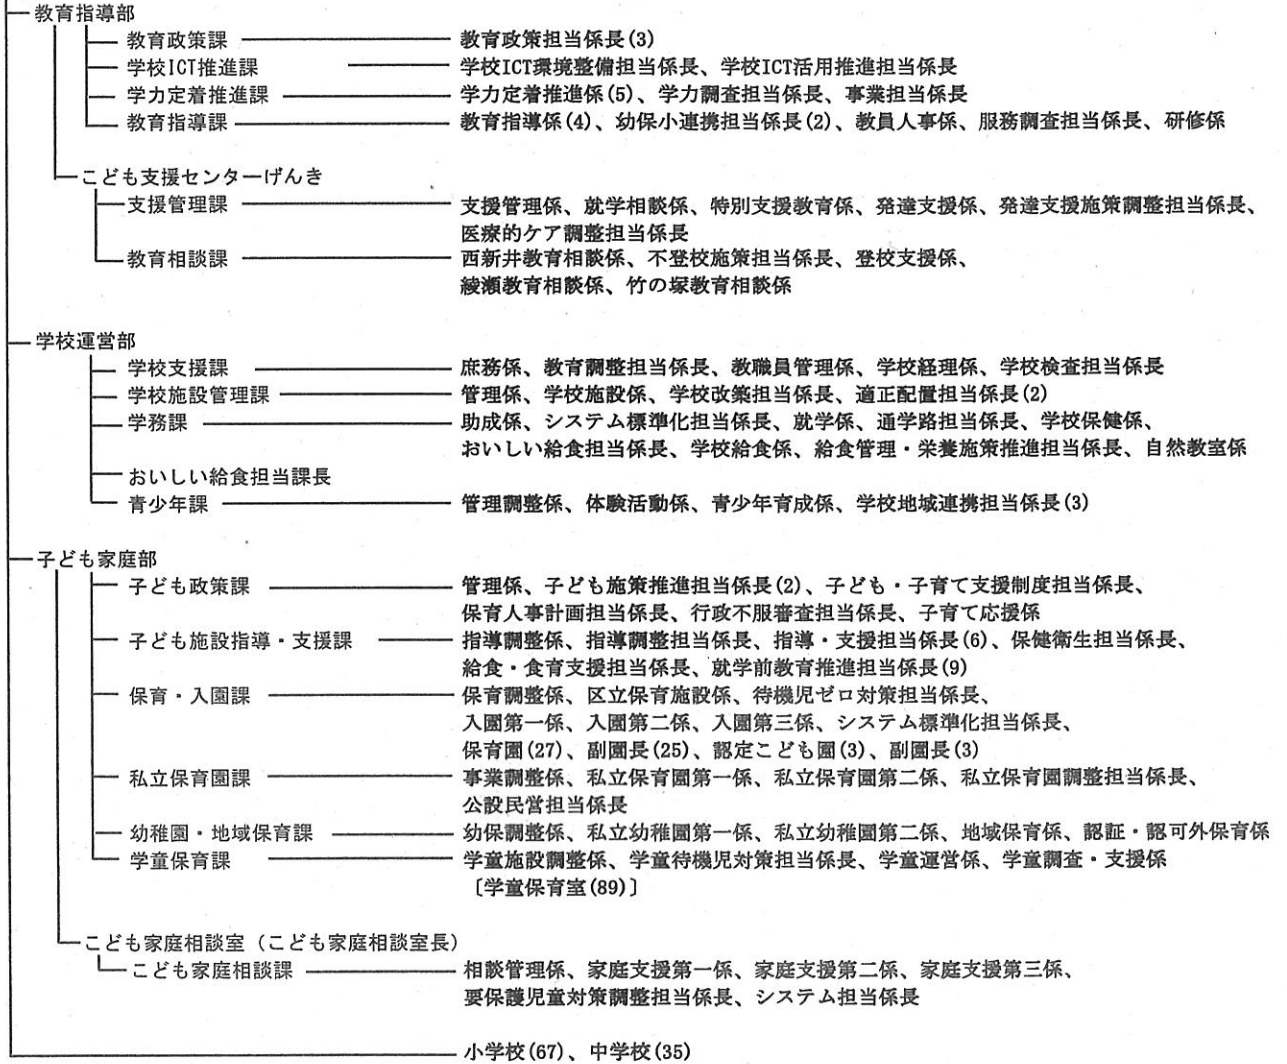 教育指導部
教育政策課 教育政策担当係長(3)
学校ICT推進課 学校ICT環境整備担当係長、学校ICT活用推進担当係長
学力定着推進課 学力定着推進係(5)、学力調査担当係長、事業担当係長
教育指導課 教育指導係(4)、幼保小連携担当係長(2)、教員人事係、服務調査担当係長、研修係
こども支援センターげんき
支援管理課 支援管理係、就学相談係、特別支援教育係、発達支援係、発達支援施策調整担当係長、
医療的ケア調整担当係長
教育相談課 西新井教育相談係、不登校施策担当係長、登校支援係、
綾瀬教育相談係、竹の塚教育相談係
学校運営部
学校支援課 庶務係、教育調整担当係長、教職員管理係、学校経理係、学校検査担当係長
学校施設管理課 管理係、学校施設係、学校改築担当係長、適正配置担当係長(2)
学務課 助成係、システム標準化担当係長、就学係、通学路担当係長、学校保健係、
おいしい給食担当係長、学校給食係、給食管理・栄養施策推進担当係長、自然教室係
おいしい給食担当課長
青少年課 管理調整係、体験活動係、青少年育成係、学校地域連携担当係長(3)
子ども家庭部
子ども政策課 管理係、子ども施策推進担当係長(2)、子ども・子育て支援制度担当係長、
保育人事計画担当係長、行政不服審査担当係長、子育て応援係
子ども施設指導・支援課 指導調整係、指導調整担当係長、指導・支援担当係長(6)、保健衛生担当係長、
給食・食育支援担当係長、就学前教育推進担当係長(9)
保育・入園課 保育調整係、区立保育施設係、待機児ゼロ対策担当係長、
入園第一係、入園第二係、入園第三係、システム標準化担当係長、
保育園(27)、副園長(25)、認定こども園(3)、副園長(3)
私立保育園課 事業調整係、私立保育園第一係、私立保育園第二係、私立保育園調整担当係長、
公設民営担当係長
幼稚園・地域保育課 幼保調整係、私立幼稚園第一係、私立幼稚園第二係、地域保育係、認証・認可外保育係
学童保育課 学童施設調整係、学童待機児対策担当係長、学童運営係、学童調査・支援係
〔学童保育室(89)〕
こども家庭相談室（こども家庭相談室長）
こども家庭相談課 相談管理係、家庭支援第一係、家庭支援第二係、家庭支援第三係、
要保護児童対策調整担当係長、システム担当係長
小学校(67)、中学校(35)